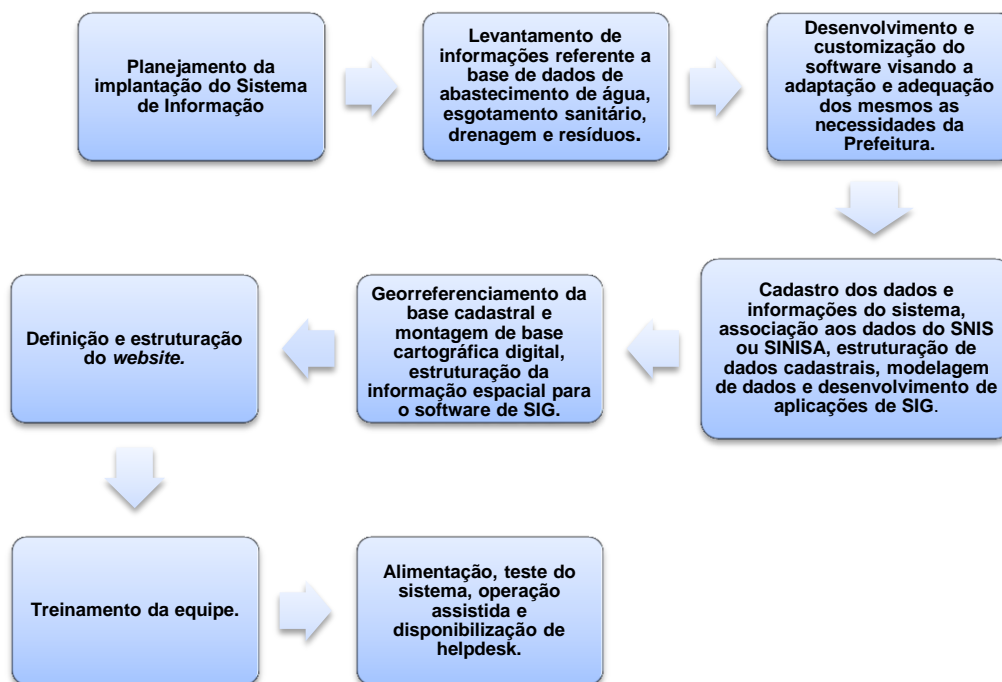 Planejamento da
implantação do Sistema
de Informação
Levantamento de
informações referente a
base de dados de
abastecimento de água,
esgotamento sanitário,
drenagem e resíduos.
Desenvolvimento e
customização do
software visando a
adaptação e adequação
dos mesmos as
necessidades da
Prefeitura.
Cadastro dos dados e
informações do sistema,
associação aos dados do SNIS
ou SINISA, estruturação de
dados cadastrais, modelagem
de dados e desenvolvimento de
aplicações de SIG.
Georreferenciamento da
base cadastral e
montagem de base
cartográfica digital,
estruturação da
informação espacial para
o software de SIG.
Definição e estruturação
do website.
Treinamento da equipe.
Alimentação, teste do
sistema, operação
assistida e
disponibilização de
helpdesk.